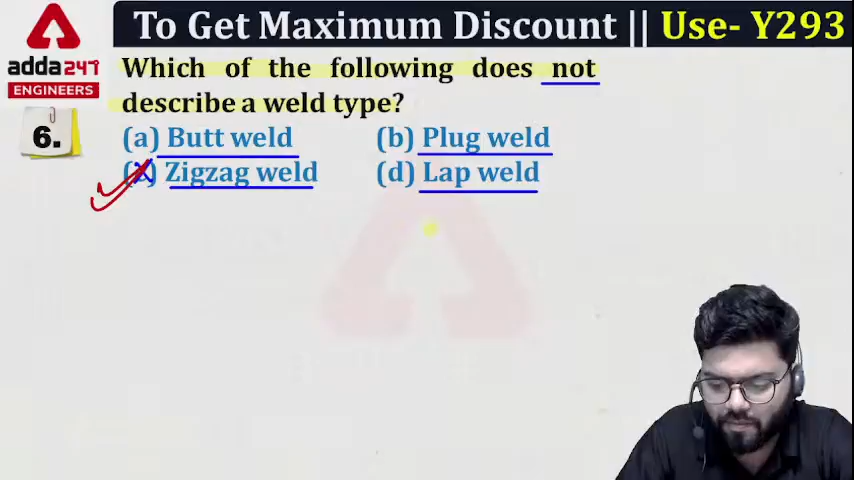 To Get Maximum Discount || Use- Y293
adda247
ENGINEERS
Which of the following does not
describe a weld type?
6.
(a) Butt weld (b) Plug weld
Zigzag weld (d) Lap weld